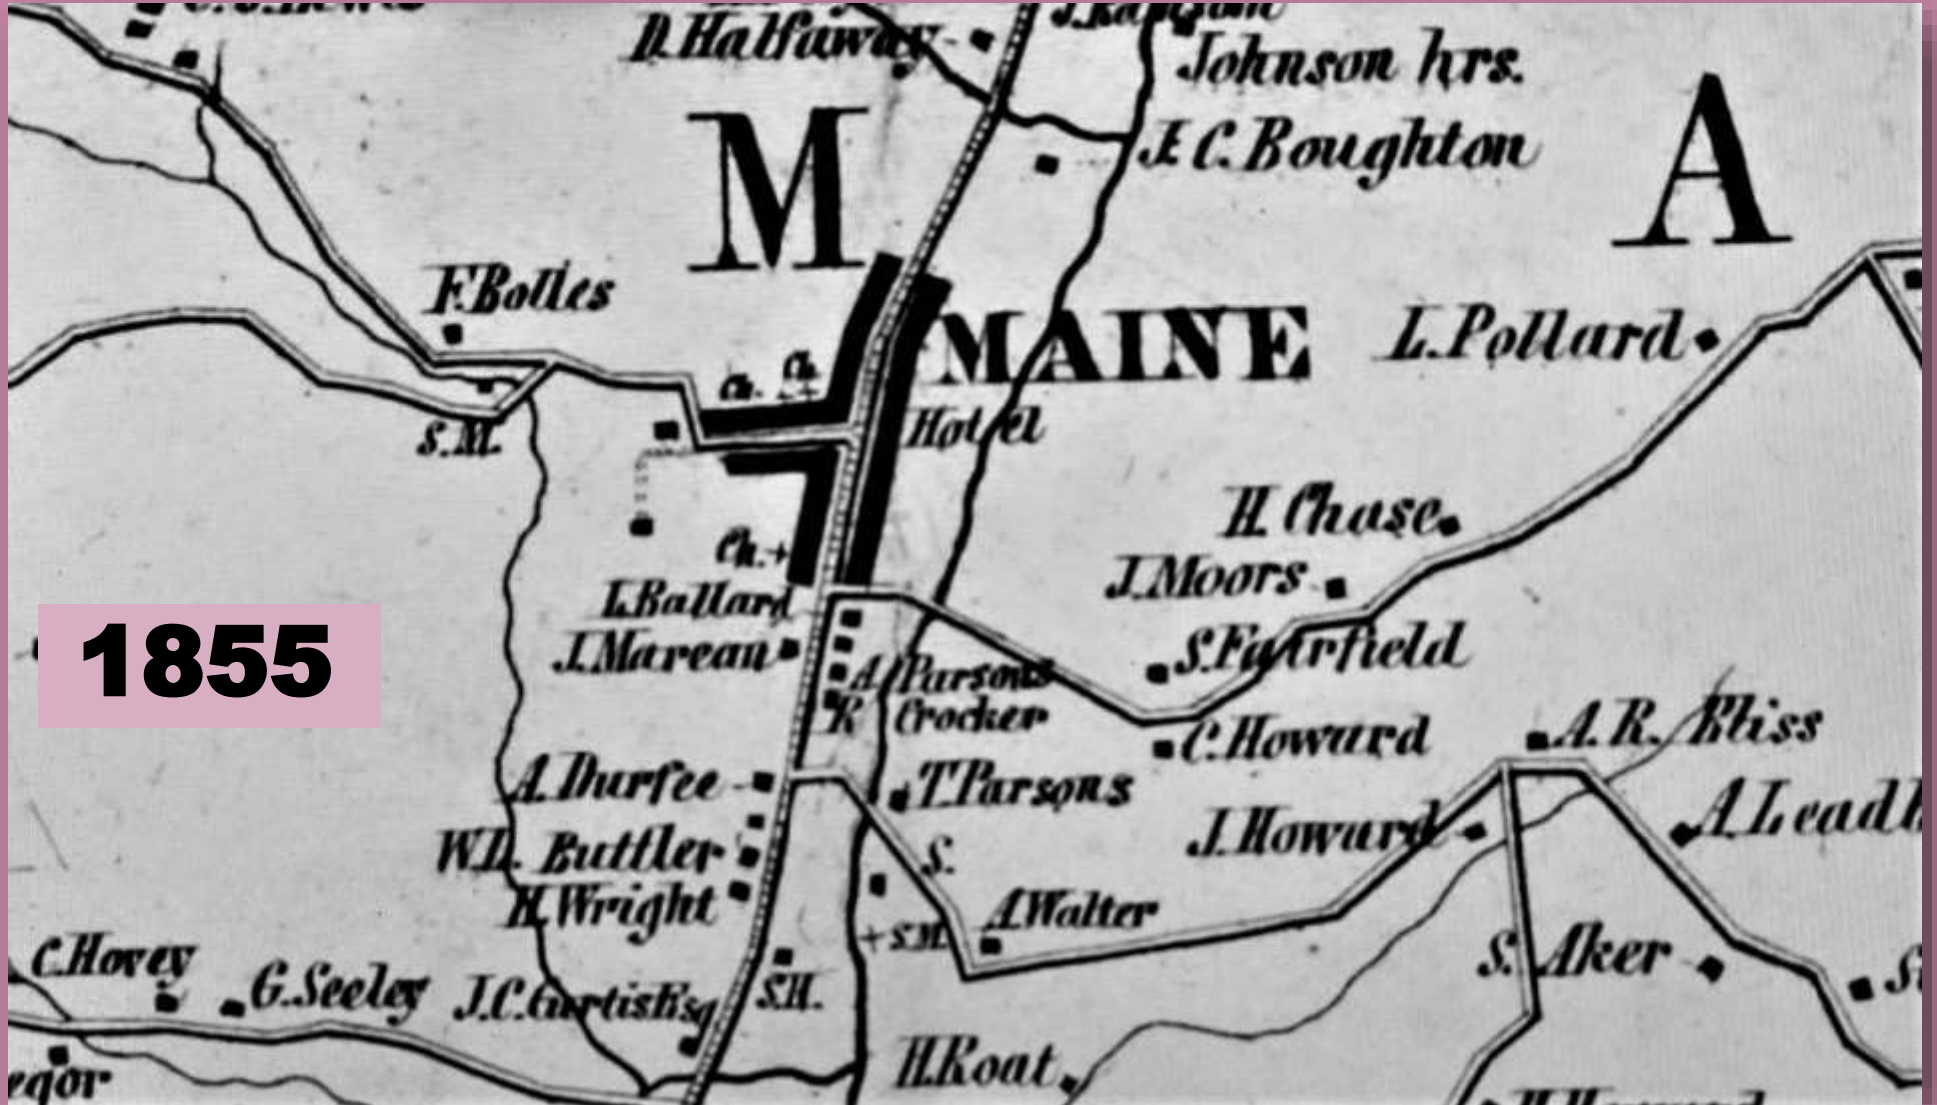 D. Halfaway
Johnson hrs.
J.C. Boughton
M
A
F. Bolles
MAINE
L. Pollard
Ch.
Ch.
Hotel
S.M.
H. Chase
Ch.
J. Moors
L. Ballard
J. Marean
S. Fairfield
1855
A. Parsons
R Crocker
C. Howard
A.R. Bliss
A. Durfee
T. Parsons
J. Howard
W.L. Buttler
S.
H. Wright
A. Walter
S.M.
S. Aker
C. Hovey
G. Seeley
J.C. Curtis Esq
S.H.
H. Roat